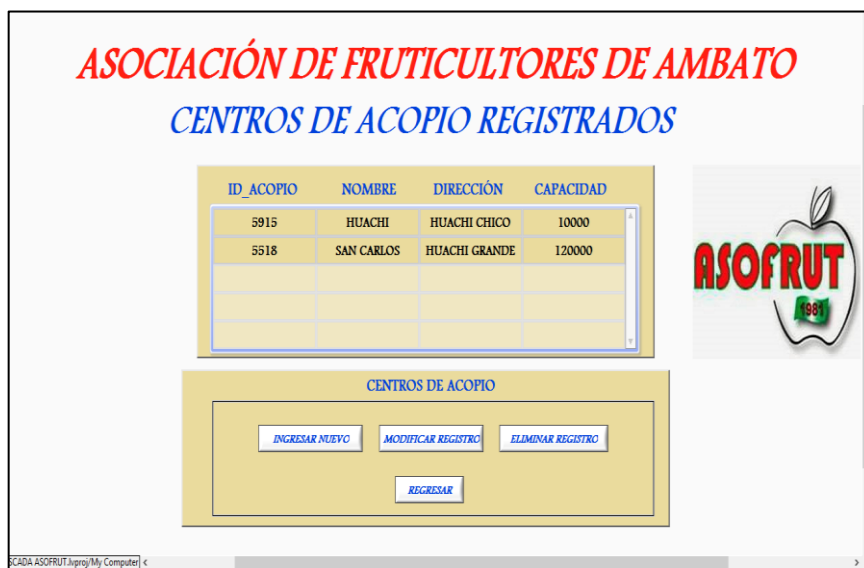 ASOCIACIÓN DE FRUTICULTORES DE AMBATO
CENTROS DE ACOPIO REGISTRADOS
ID_ACOPIO NOMBRE DIRECCIÓN CAPACIDAD
5915 HUACHI HUACHI CHICO 10000
5518 SAN CARLOS HUACHI GRANDE 120000
ASOFRUT
1981
CENTROS DE ACOPIO
INGRESAR NUEVO MODIFICAR REGISTRO ELIMINAR REGISTRO
REGRESAR
SCADA ASOFRUT.lvproj/My Computer